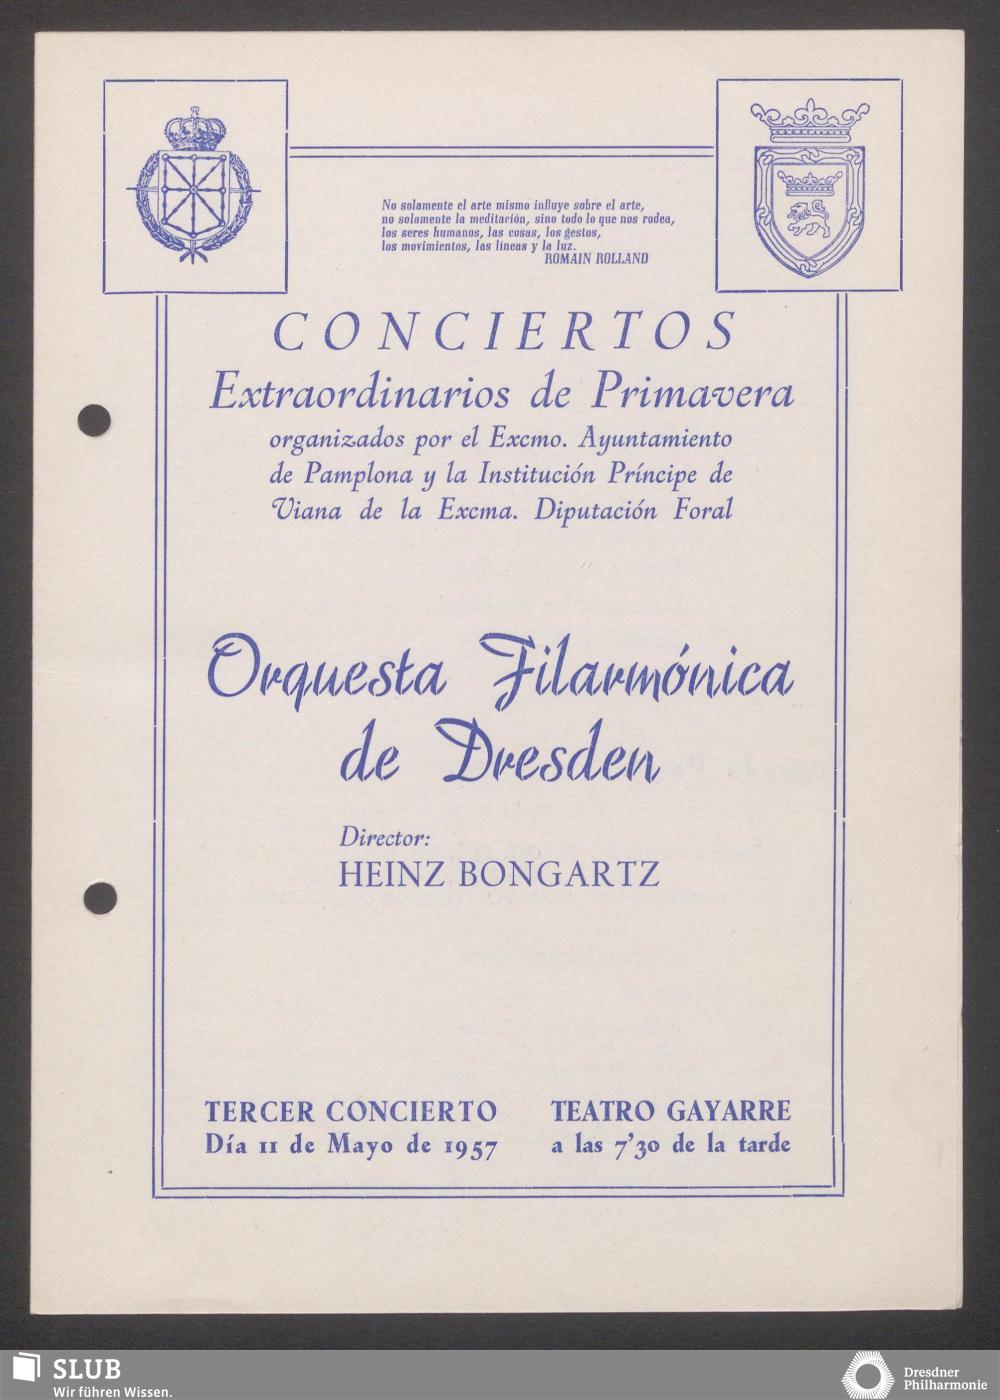 No solamente el arte mismo influye sobre el arte,
no solamente la meditación, sino todo lo que nos rodea,
los seres humanos, las cosas, los gestos,
los movimientos, las líneas y la luz.
ROMAIN ROLLAND
CONCIERTOS
Extraordinarios de Primavera
organizados por el Excmo. Ayuntamiento
de Pamplona y la Institución Príncipe de
Viana de la Excma. Diputación Foral
Orquesta Filarmónica
de Dresden
Director:
HEINZ BONGARTZ
TERCER CONCIERTO
Día 11 de Mayo de 1957
TEATRO GAYARRE
a las 7'30 de la tarde
SLUB
Wir führen Wissen.
Dresdner
Philharmonie